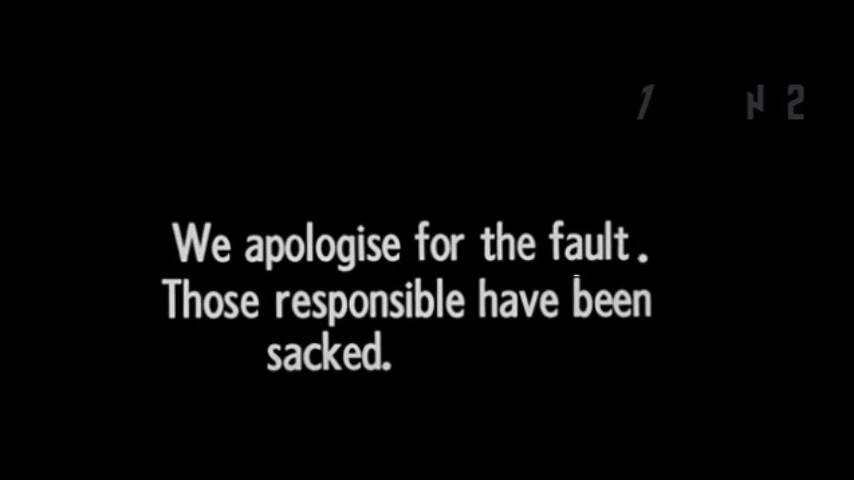 We apologise for the fault.
Those responsible have been
sacked.